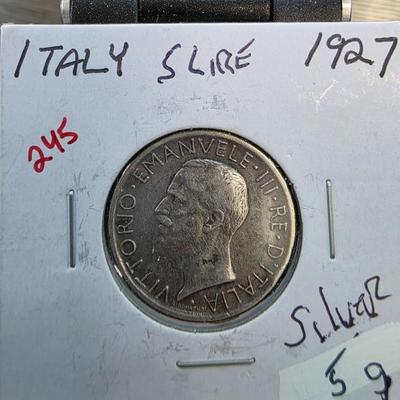 ITALY 5 LIRE 1927
245
VITTORIO · EMANVELE · III · RE · D'ITALIA
Silver
5 g